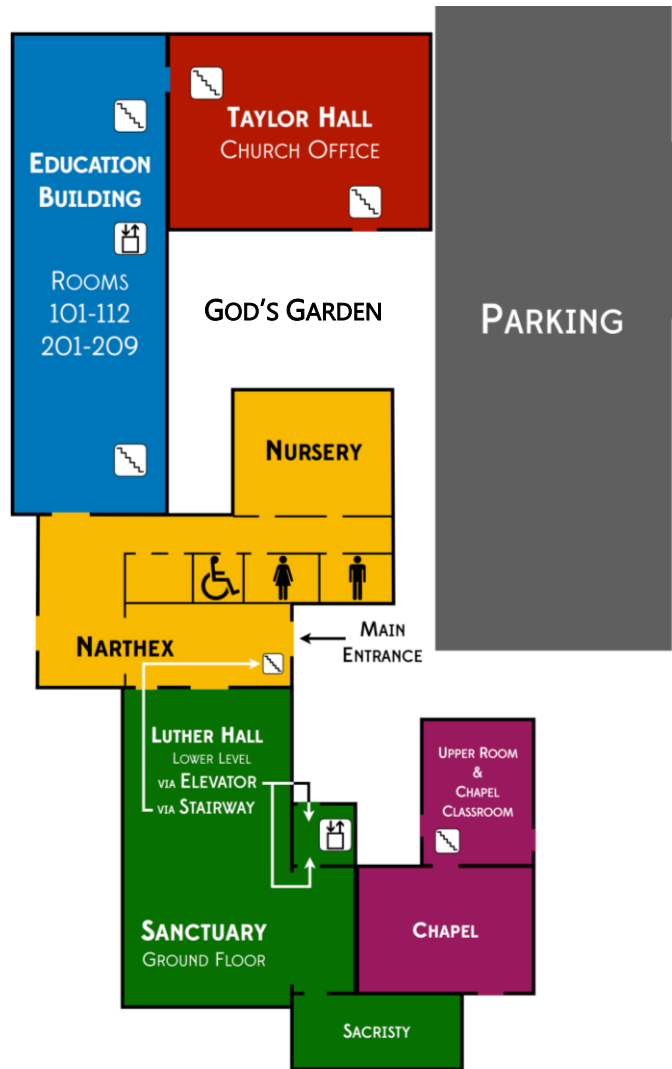 TAYLOR HALL
CHURCH OFFICE
EDUCATION
BUILDING
ROOMS
101-112
201-209
GOD'S GARDEN
PARKING
NURSERY
NARTHEX
MAIN
ENTRANCE
LUTHER HALL
LOWER LEVEL
VIA ELEVATOR
VIA STAIRWAY
UPPER ROOM
&
CHAPEL
CLASSROOM
SANCTUARY
GROUND FLOOR
CHAPEL
SACRISTY